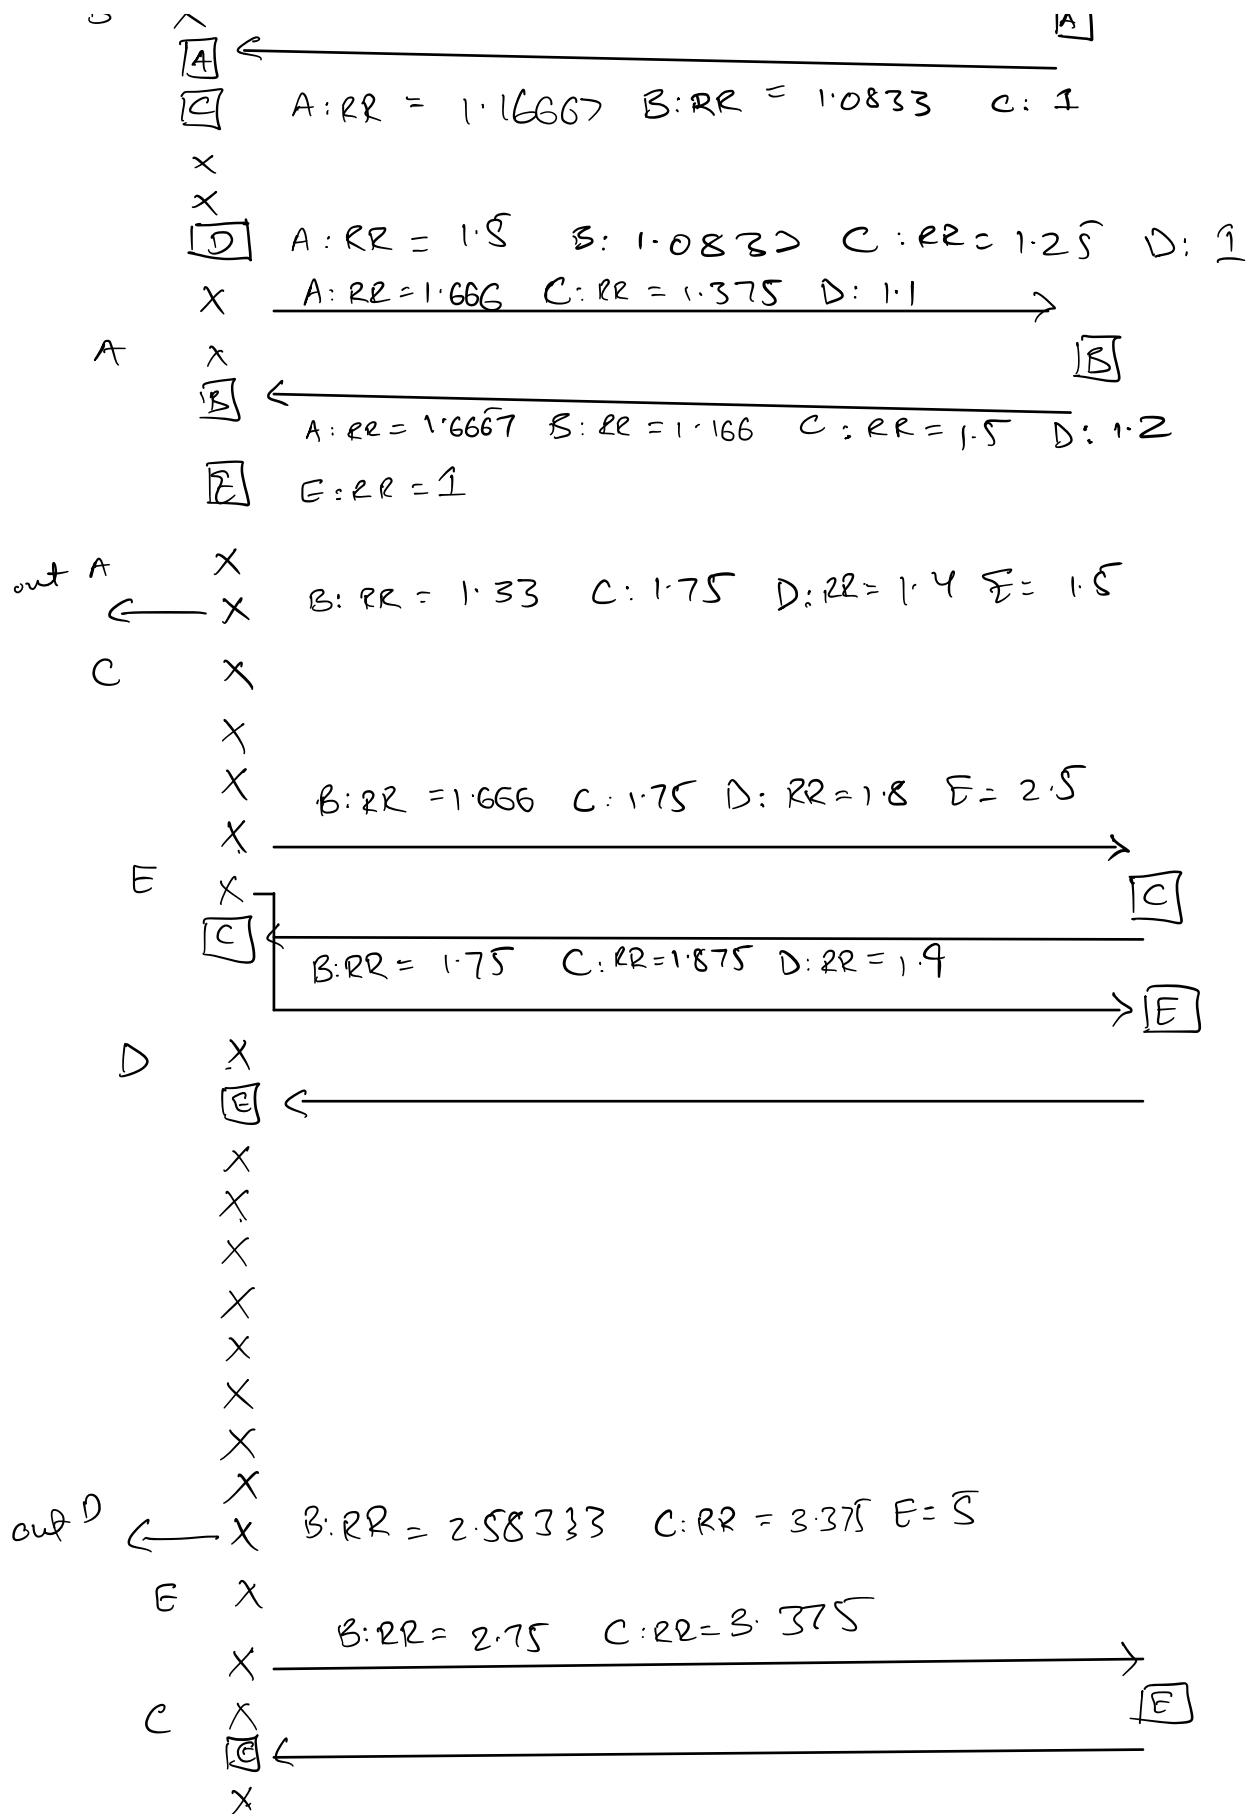 A
A
C A:RR = 1.16667 B:RR = 1.0833 C: 1
X
X
D A:RR = 1.5 B: 1.0833 C:RR = 1.25 D: 1
X A:RR = 1.666 C:RR = 1.375 D: 1.1
A X B
B
A:RR = 1.6667 B:RR = 1.166 C:RR = 1.5 D: 1.2
E E:RR = 1
X
out A X B:RR = 1.33 C: 1.75 D:RR = 1.4 E = 1.5
C X
X
X B:RR = 1.666 C: 1.75 D:RR = 1.8 E = 2.5
X
E X C
C
B:RR = 1.75 C:RR = 1.875 D:RR = 1.9
E
D X
E
X
X
X
X
X
X
X
X
out D X B:RR = 2.58333 C:RR = 3.375 E = 5
E X
B:RR = 2.75 C:RR = 3.375
X
E
C X
X